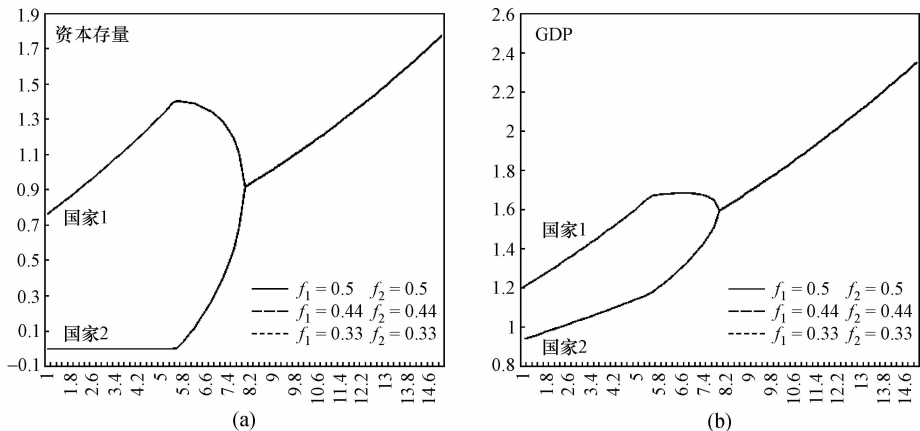 资本存量
1.9
1.7
1.5
1.3
1.1
0.9
0.7
0.5
0.3
0.1
−0.1
国家1
国家2
f₁ = 0.5 f₂ = 0.5
f₁ = 0.44 f₂ = 0.44
f₁ = 0.33 f₂ = 0.33
1 1.8 2.6 3.4 4.2 5 5.8 6.6 7.4 8.2 9 9.8 10.6 11.4 12.2 13 13.8 14.6
(a)
GDP
2.6
2.4
2.2
2
1.8
1.6
1.4
1.2
1
0.8
国家1
国家2
f₁ = 0.5 f₂ = 0.5
f₁ = 0.44 f₂ = 0.44
f₁ = 0.33 f₂ = 0.33
1 1.8 2.6 3.4 4.2 5 5.8 6.6 7.4 8.2 9 9.8 10.6 11.4 12.2 13 13.8 14.6
(b)